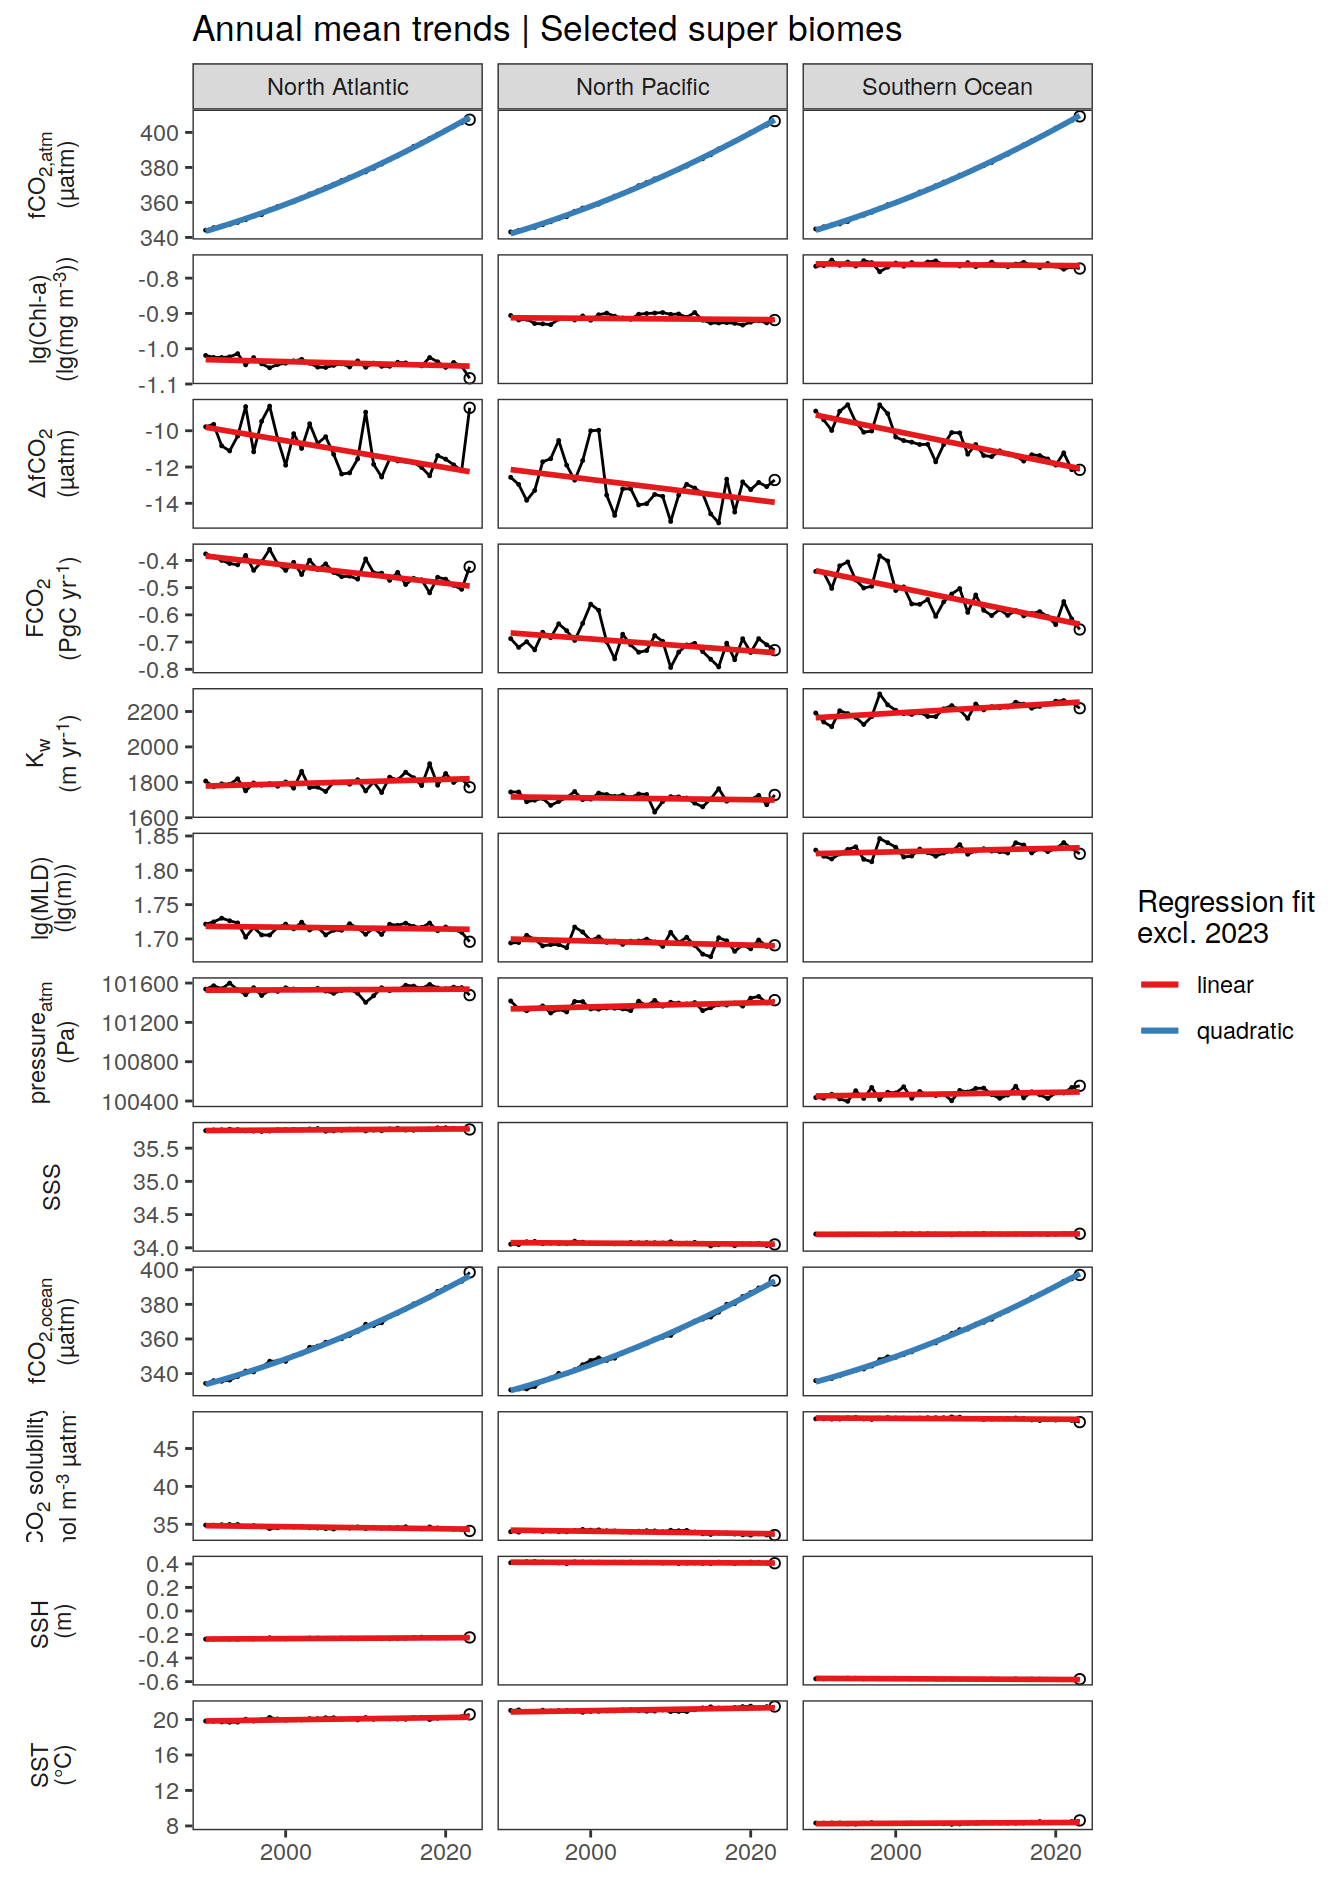 Annual mean trends | Selected super biomes
North Atlantic North Pacific Southern Ocean
fCO2,atm
(µatm)
400
380
360
340
lg(Chl-a)
(lg(mg m-3))
-0.8
-0.9
-1.0
-1.1
ΔfCO2
(µatm)
-10
-12
-14
FCO2
(PgC yr-1)
-0.4
-0.5
-0.6
-0.7
-0.8
Kw
(m yr-1)
2200
2000
1800
1600
lg(MLD)
(lg(m))
1.85
1.80
1.75
1.70
pressureatm
(Pa)
101600
101200
100800
100400
SSS
35.5
35.0
34.5
34.0
fCO2,ocean
(µatm)
400
380
360
340
CO2 solubility
nol m-3 µatm
45
40
35
SSH
(m)
0.4
0.2
0.0
-0.2
-0.4
-0.6
SST
(°C)
20
16
12
8
2000 2020 2000 2020 2000 2020
Regression fit
excl. 2023
linear
quadratic